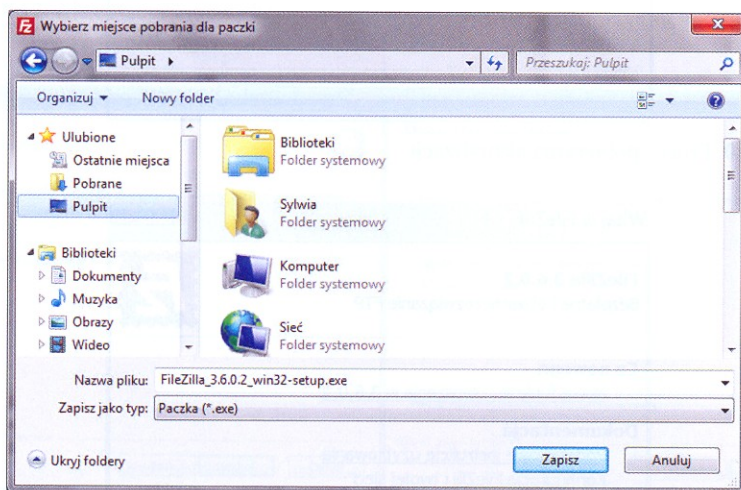 Fz Wybierz miejsce pobrania dla paczki
Pulpit
Przeszukaj: Pulpit
Organizuj
Nowy folder
Ulubione
Ostatnie miejsca
Pobrane
Pulpit
Biblioteki
Dokumenty
Muzyka
Obrazy
Wideo
Biblioteki
Folder systemowy
Sylwia
Folder systemowy
Komputer
Folder systemowy
Sieć
Folder systemowy
Nazwa pliku: FileZilla_3.6.0.2_win32-setup.exe
Zapisz jako typ: Paczka (*.exe)
Ukryj foldery
Zapisz
Anuluj